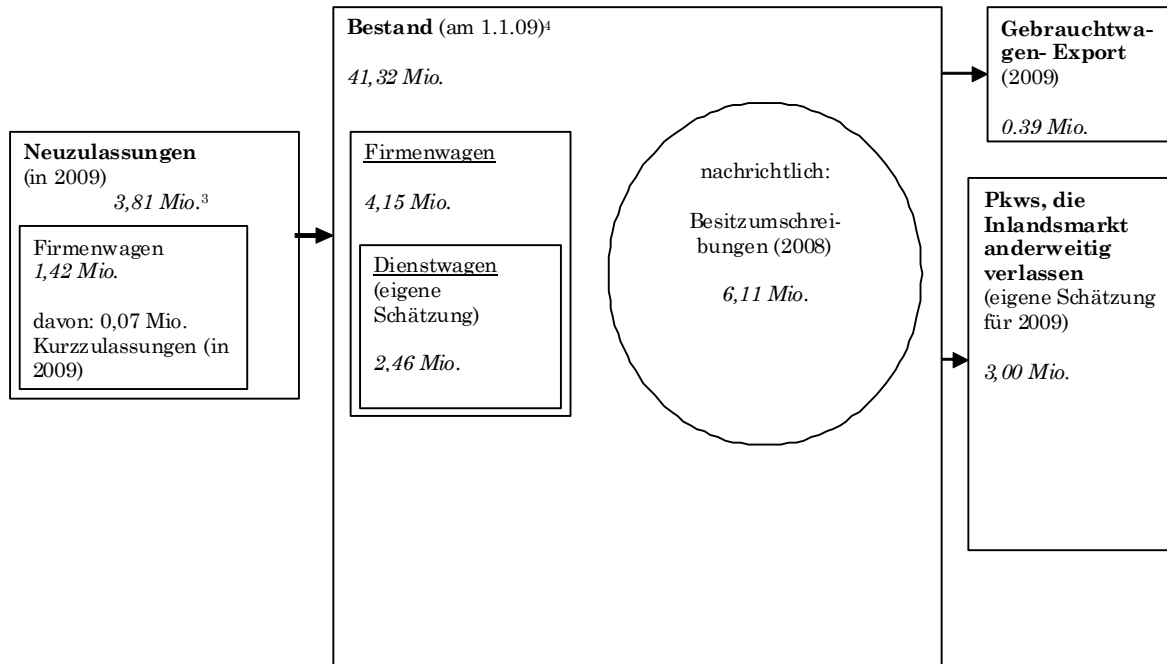 Neuzulassungen
(in 2009)
3,81 Mio.³
Firmenwagen
1,42 Mio.
davon: 0,07 Mio.
Kurzzulassungen (in
2009)
Bestand (am 1.1.09)⁴
41,32 Mio.
Firmenwagen
4,15 Mio.
Dienstwagen
(eigene
Schätzung)
2,46 Mio.
nachrichtlich:
Besitzumschrei-
bungen (2008)
6,11 Mio.
Gebrauchtwa-
gen- Export
(2009)
0.39 Mio.
Pkws, die
Inlandsmarkt
anderweitig
verlassen
(eigene Schätzung
für 2009)
3,00 Mio.